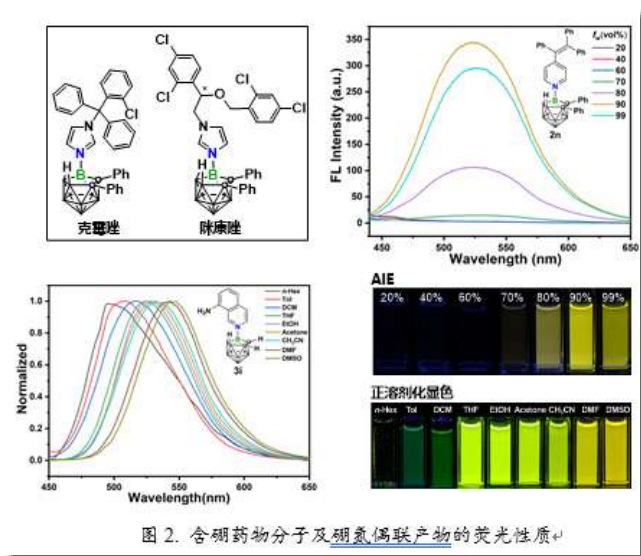 Cl
Cl
Cl
O
Cl
Cl
N
N
N
N
H
B
Ph
Ph
H
B
Ph
Ph
克霉唑
咪康唑
FL Intensity (a.u.)
350
300
250
200
150
100
50
0
450 500 550 600 650
Wavelength (nm)
Ph
Ph
Ph
N
H
B
Ph
Ph
2n
fw(vol%)
20
40
60
70
80
90
99
Normalized
1.0
0.8
0.6
0.4
0.2
0.0
450 500 550 600 650
Wavelength(nm)
H₂N
N
H
B
H
H
3i
n-Hex
Tol
DCM
THF
EtOH
Acetone
CH₃CN
DMF
DMSO
AIE
20% 40% 60% 70% 80% 90% 99%
正溶剂化显色
n-Hex Tol DCM THF EtOH Acetone CH₃CN DMF DMSO
图 2. 含硼药物分子及硼氮偶联产物的荧光性质